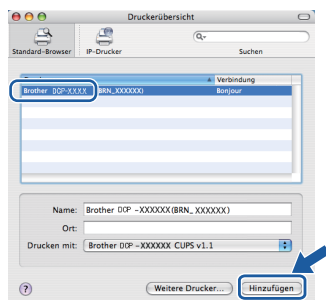 Druckerübersicht
Standard-Browser IP-Drucker Suchen
Verbindung
Brother DCP-XXXX (BRN_XXXXXX) Bonjour
Name: Brother DCP -XXXXXX (BRN_ XXXXXX)
Ort:
Drucken mit: Brother DCP -XXXXXX CUPS v1.1
? Weitere Drucker... Hinzufügen